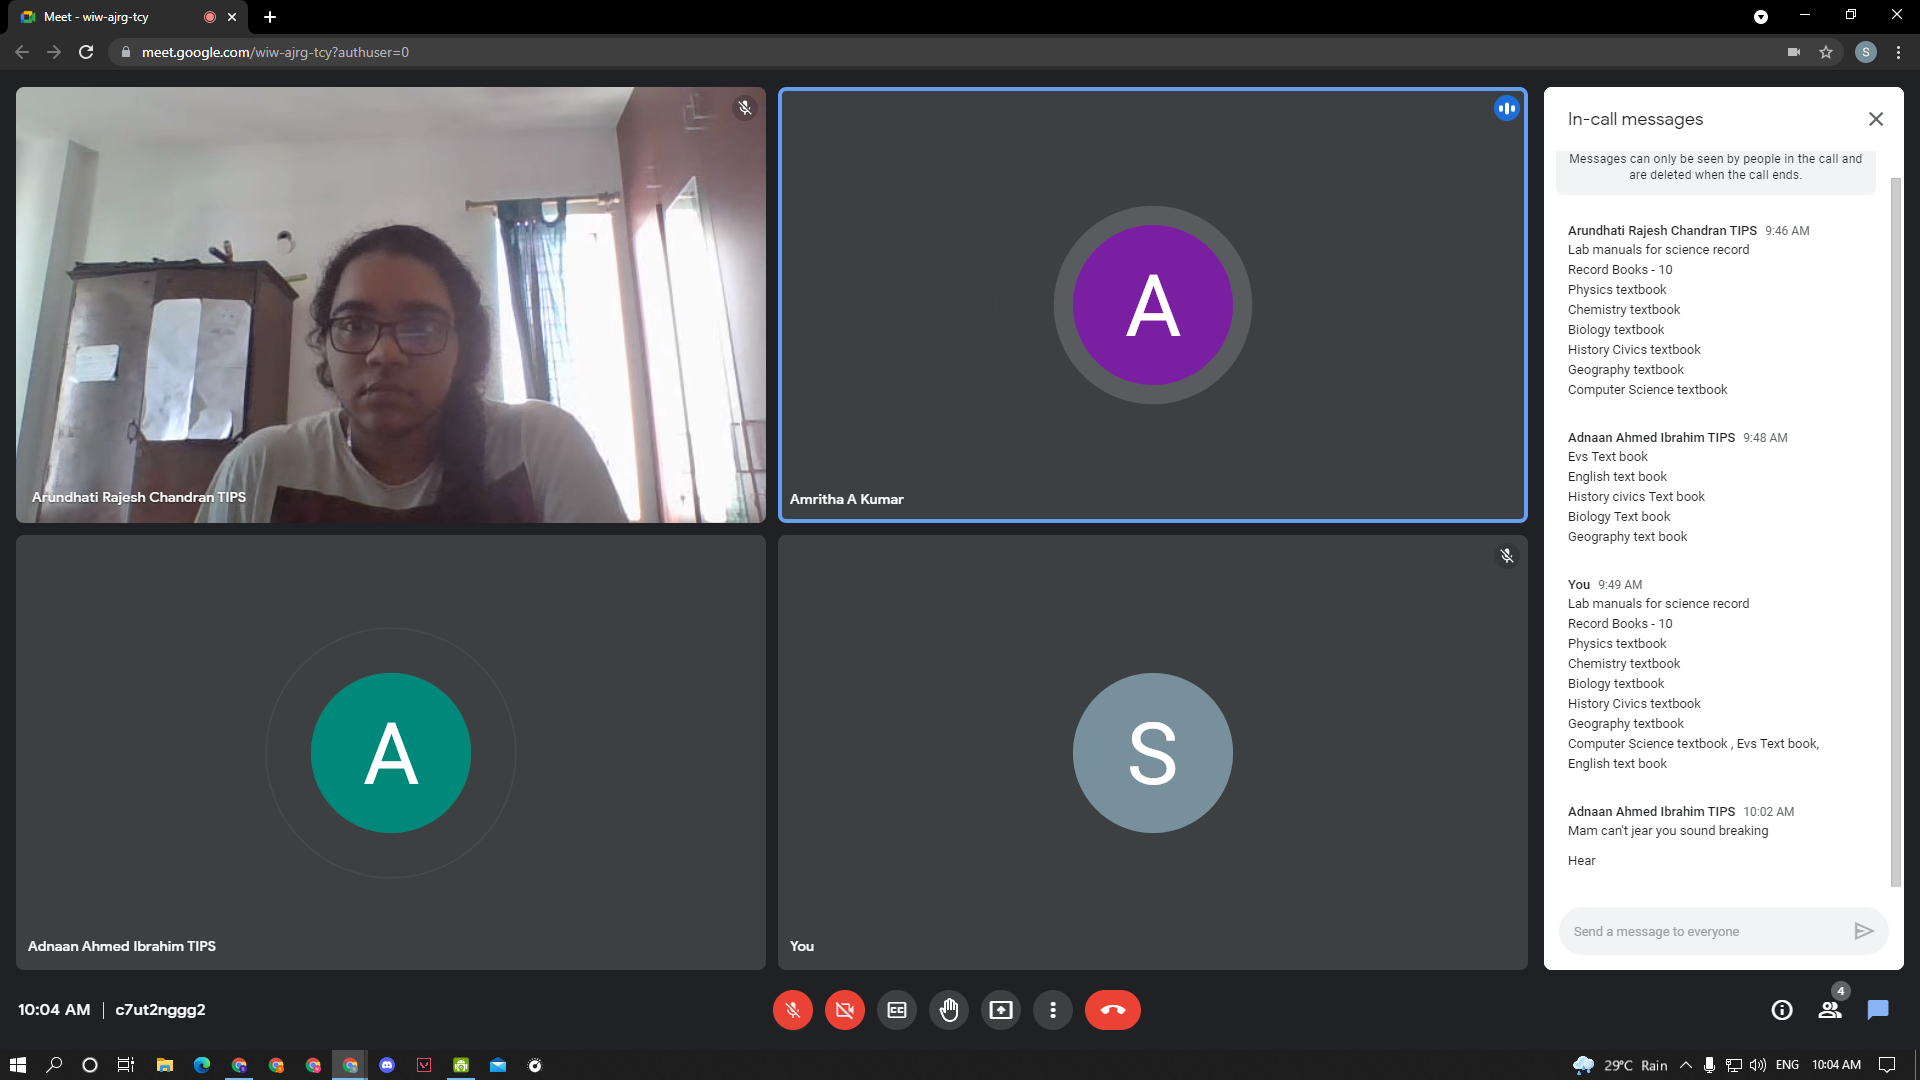 Meet - wiw-ajrg-tcy
meet.google.com/wiw-ajrg-tcy?authuser=0
S
Arundhati Rajesh Chandran TIPS
A
Amritha A Kumar
A
Adnaan Ahmed Ibrahim TIPS
S
You
In-call messages
Messages can only be seen by people in the call and
are deleted when the call ends.
Arundhati Rajesh Chandran TIPS 9:46 AM
Lab manuals for science record
Record Books - 10
Physics textbook
Chemistry textbook
Biology textbook
History Civics textbook
Geography textbook
Computer Science textbook
Adnaan Ahmed Ibrahim TIPS 9:48 AM
Evs Text book
English text book
History civics Text book
Biology Text book
Geography text book
You 9:49 AM
Lab manuals for science record
Record Books - 10
Physics textbook
Chemistry textbook
Biology textbook
History Civics textbook
Geography textbook
Computer Science textbook , Evs Text book,
English text book
Adnaan Ahmed Ibrahim TIPS 10:02 AM
Mam can't jear you sound breaking
Hear
Send a message to everyone
10:04 AM | c7ut2nggg2
CC
4
29°C Rain
ENG
10:04 AM